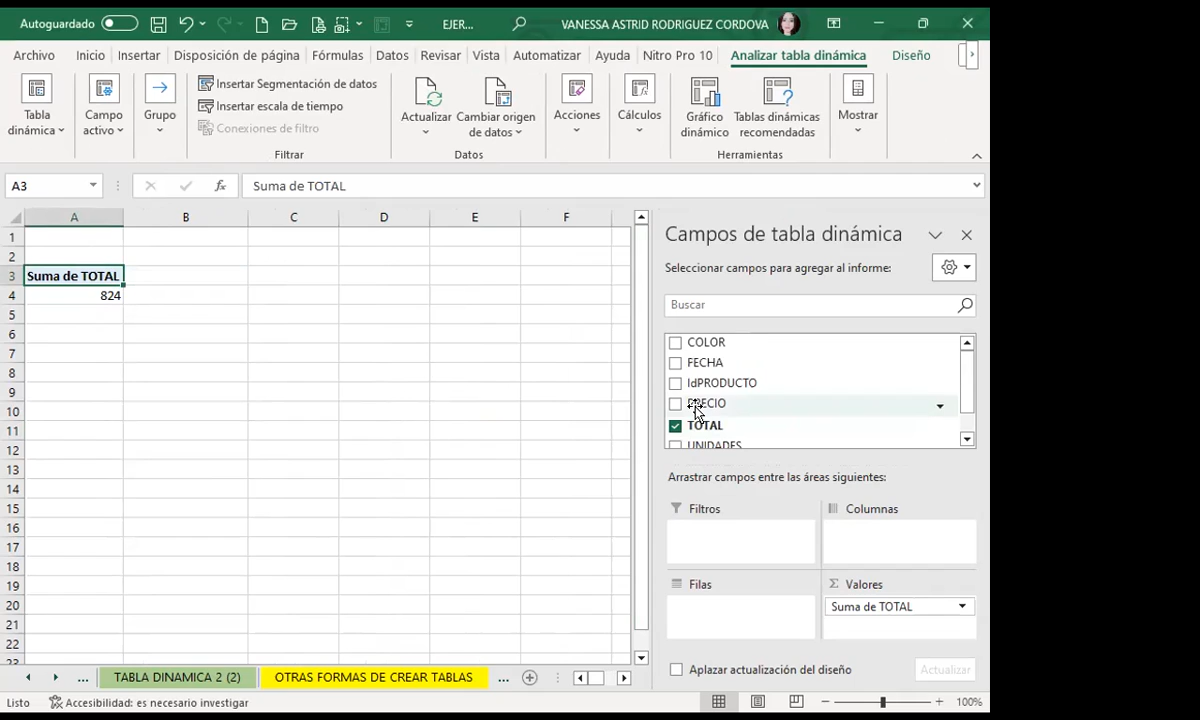 Autoguardado EJER... VANESSA ASTRID RODRIGUEZ CORDOVA
Archivo Inicio Insertar Disposición de página Fórmulas Datos Revisar Vista Automatizar Ayuda Nitro Pro 10 Analizar tabla dinámica Diseño
Tabla dinámica
Campo activo
Grupo
Insertar Segmentación de datos
Insertar escala de tiempo
Conexiones de filtro
Filtrar
Actualizar
Cambiar origen de datos
Datos
Acciones
Cálculos
Gráfico dinámico
Tablas dinámicas recomendadas
Herramientas
Mostrar
A3 fx Suma de TOTAL
A B C D E F
1
2
3 Suma de TOTAL
4 824
5
6
7
8
9
10
11
12
13
14
15
16
17
18
19
20
21
22
23
Campos de tabla dinámica
Seleccionar campos para agregar al informe:
Buscar
COLOR
FECHA
IdPRODUCTO
PRECIO
TOTAL
UNIDADES
Arrastrar campos entre las áreas siguientes:
Filtros Columnas
Filas Σ Valores
Suma de TOTAL
Aplazar actualización del diseño Actualizar
... TABLA DINAMICA 2 (2) OTRAS FORMAS DE CREAR TABLAS ...
Listo Accesibilidad: es necesario investigar 100%